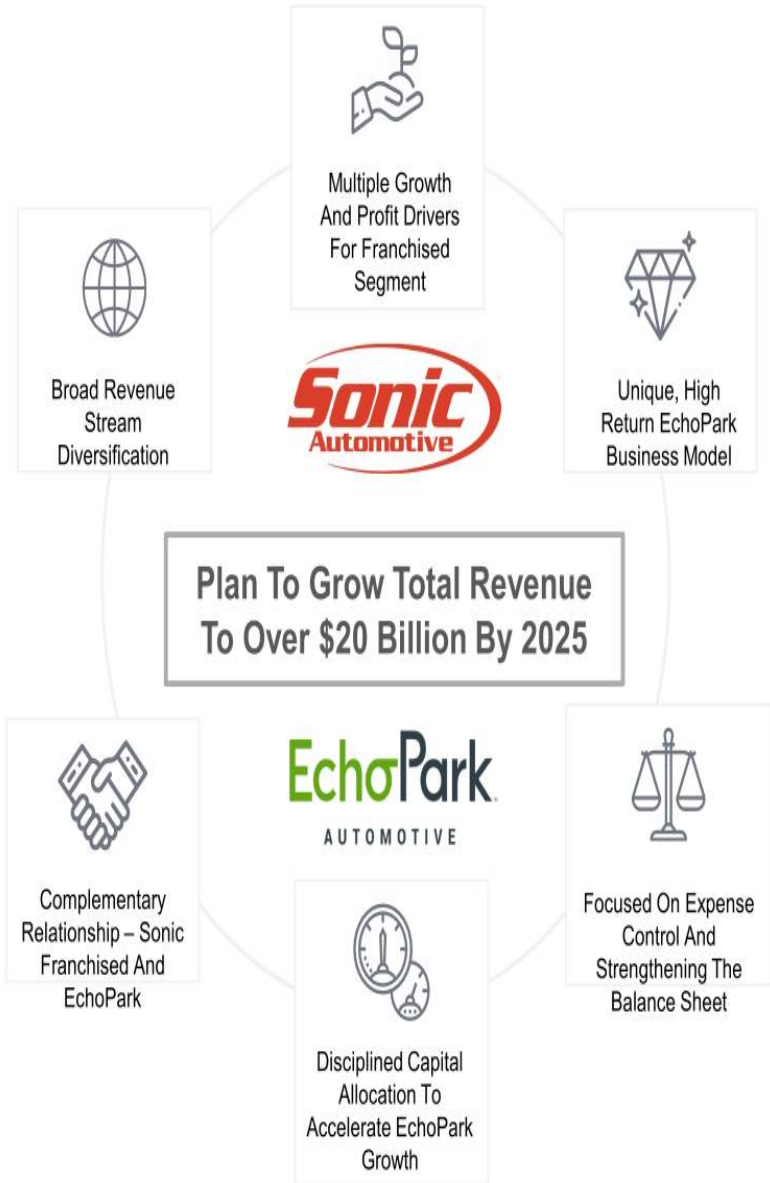 Multiple Growth
And Profit Drivers
For Franchised
Segment
Broad Revenue
Stream
Diversification
Unique, High
Return EchoPark
Business Model
Sonic
Automotive
Plan To Grow Total Revenue
To Over $20 Billion By 2025
EchoPark
AUTOMOTIVE
Complementary
Relationship – Sonic
Franchised And
EchoPark
Focused On Expense
Control And
Strengthening The
Balance Sheet
Disciplined Capital
Allocation To
Accelerate EchoPark
Growth